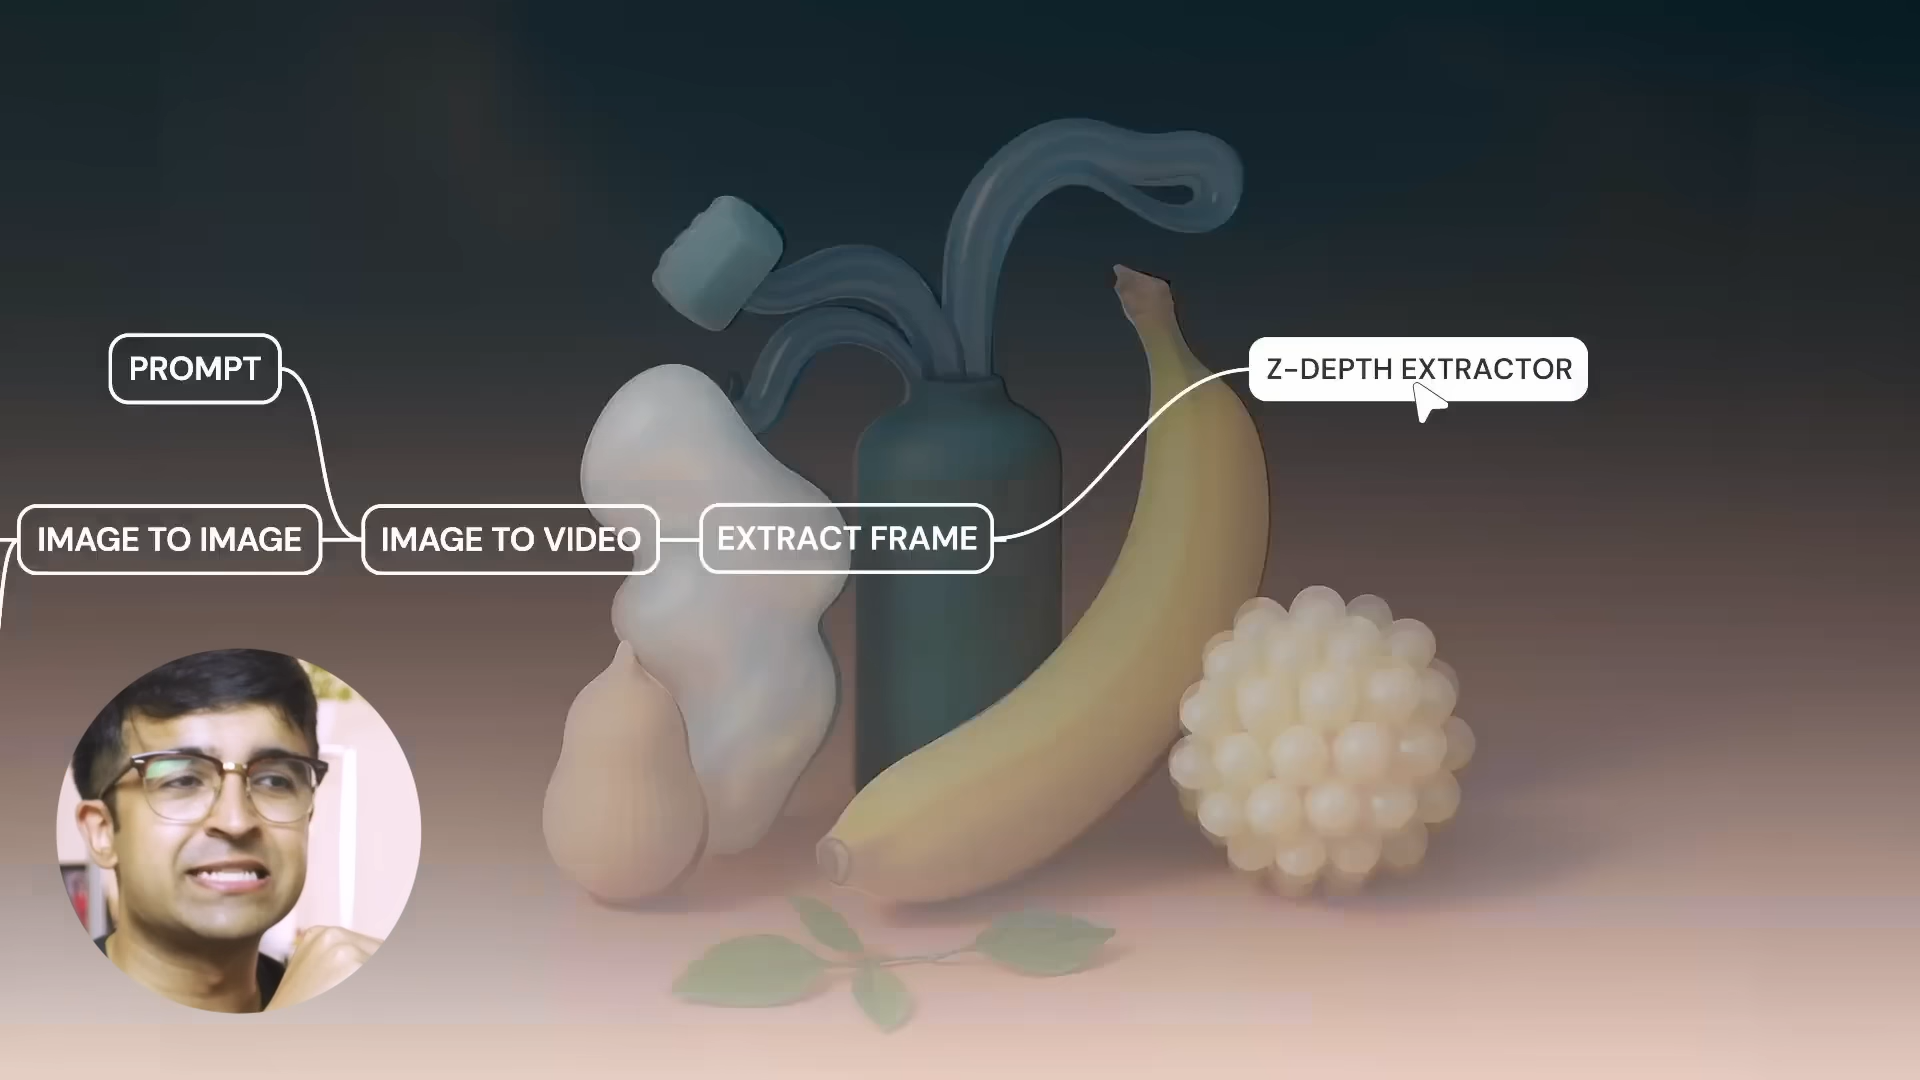 PROMPT
Z-DEPTH EXTRACTOR
IMAGE TO IMAGE
IMAGE TO VIDEO
EXTRACT FRAME